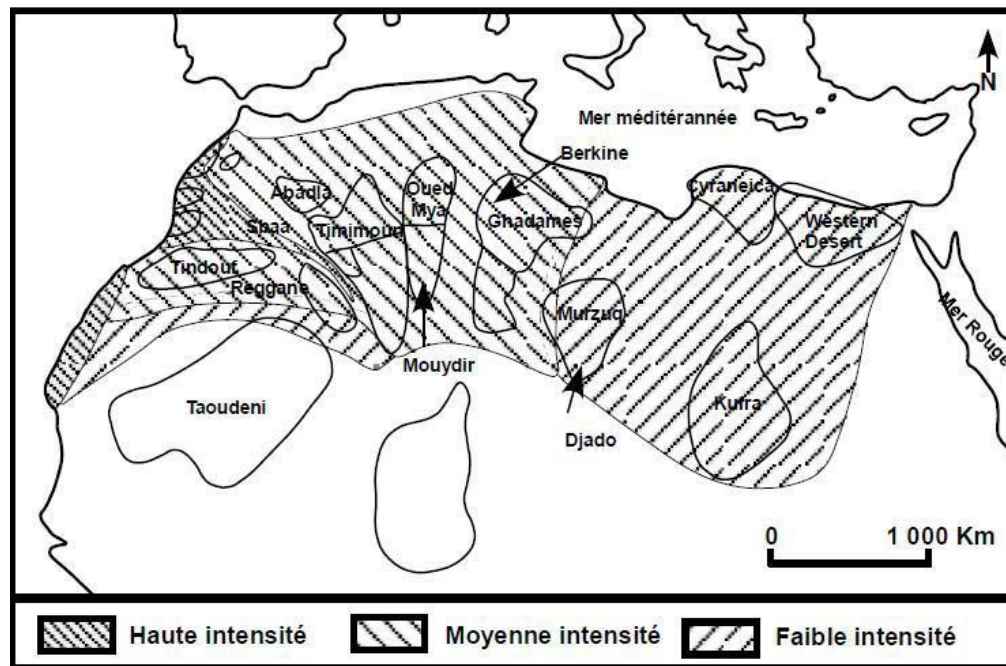 N
Mer méditérannée
Berkine
Abadla
Oued
Mya
Cyraneica
Sbaa
Timimoun
Ghadames
Western
Desert
Tindouf
Reggane
Murzuq
Mer Rouge
Mouydir
Taoudeni
Kufra
Djado
0 1 000 Km
Haute intensité
Moyenne intensité
Faible intensité